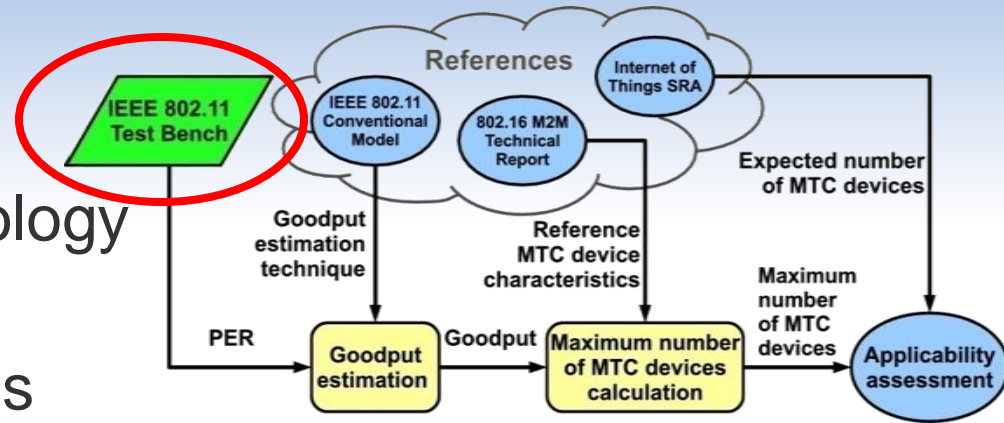 References
IEEE 802.11
Test Bench
IEEE 802.11
Conventional
Model
802.16 M2M
Technical
Report
Internet of
Things SRA
Expected number
of MTC devices
Goodput
estimation
technique
Reference
MTC device
characteristics
Maximum
number
of MTC
devices
PER
Goodput
estimation
Goodput
Maximum number
of MTC devices
calculation
Applicability
assessment